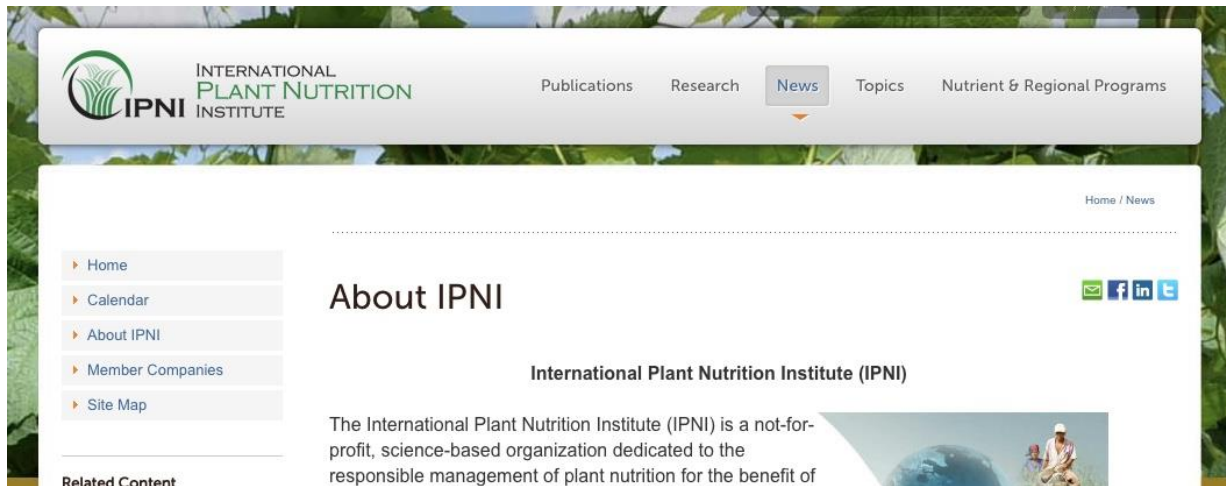 INTERNATIONAL
PLANT NUTRITION
IPNI INSTITUTE
Publications Research News Topics Nutrient & Regional Programs
Home / News
Home
Calendar
About IPNI
Member Companies
Site Map
Related Content
About IPNI
International Plant Nutrition Institute (IPNI)
The International Plant Nutrition Institute (IPNI) is a not-for-
profit, science-based organization dedicated to the
responsible management of plant nutrition for the benefit of